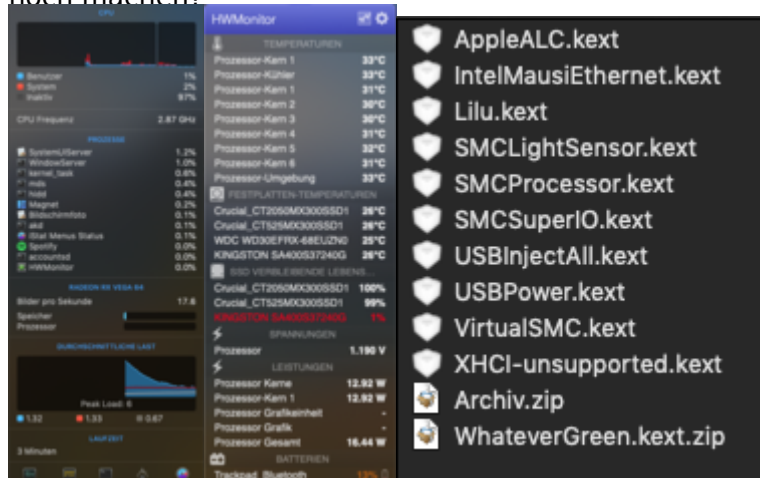 noch machen?
CPU
Benutzer 1%
System 2%
Inaktiv 97%
CPU Frequenz 2.87 GHz
PROZESSE
SystemUIServer 1.2%
WindowServer 1.0%
kernel_task 0.6%
mds 0.4%
hidd 0.4%
Magnet 0.2%
Bildschirmfoto 0.1%
akd 0.1%
iStat Menus Status 0.1%
Spotify 0.0%
accountsd 0.0%
HWMonitor 0.0%
RADEON RX VEGA 64
Bilder pro Sekunde 17.6
Speicher
Prozessor
DURCHSCHNITTLICHE LAST
Peak Load: 6
1.32 1.33 0.67
LAUFZEIT
3 Minuten
HWMonitor
TEMPERATUREN
Prozessor-Kern 1 33°C
Prozessor-Kühler 33°C
Prozessor-Kern 1 31°C
Prozessor-Kern 2 30°C
Prozessor-Kern 3 30°C
Prozessor-Kern 4 31°C
Prozessor-Kern 5 32°C
Prozessor-Kern 6 31°C
Prozessor-Umgebung 33°C
FESTPLATTEN-TEMPERATUREN
Crucial_CT2050MX300SSD1 26°C
Crucial_CT525MX300SSD1 26°C
WDC WD30EFRX-68EUZN0 25°C
KINGSTON SA400S37240G 26°C
SSD VERBLEIBENDE LEBENS...
Crucial_CT2050MX300SSD1 100%
Crucial_CT525MX300SSD1 99%
KINGSTON SA400S37240G 1%
SPANNUNGEN
Prozessor 1.190 V
LEISTUNGEN
Prozessor Kerne 12.92 W
Prozessor-Kern 1 12.92 W
Prozessor Grafikeinheit -
Prozessor Grafik -
Prozessor Gesamt 16.44 W
BATTERIEN
Trackpad_Bluetooth 13%
AppleALC.kext
IntelMausiEthernet.kext
Lilu.kext
SMCLightSensor.kext
SMCProcessor.kext
SMCSuperIO.kext
USBInjectAll.kext
USBPower.kext
VirtualSMC.kext
XHCI-unsupported.kext
Archiv.zip
WhateverGreen.kext.zip